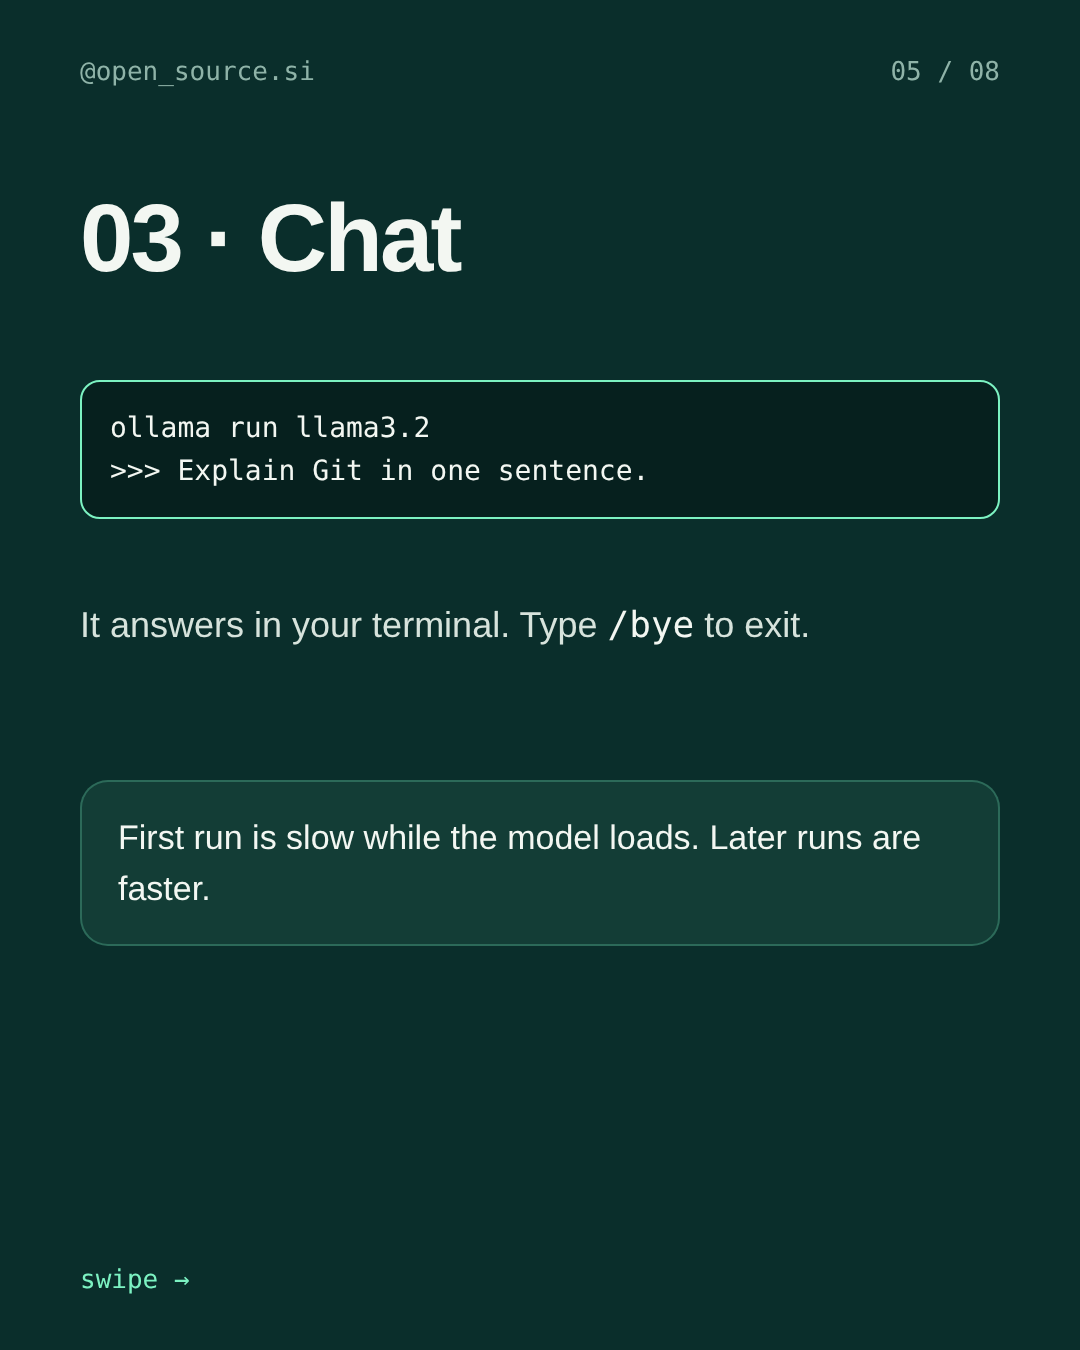 @open_source.si
05 / 08
03 · Chat
ollama run llama3.2
>>> Explain Git in one sentence.
It answers in your terminal. Type /bye to exit.
First run is slow while the model loads. Later runs are
faster.
swipe →